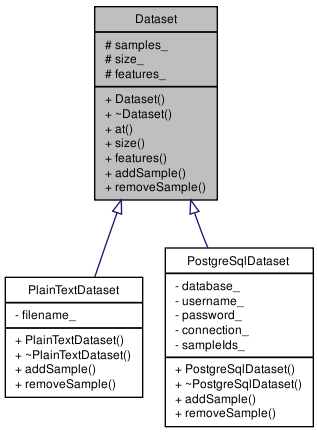 Dataset
# samples_
# size_
# features_
+ Dataset()
+ ~Dataset()
+ at()
+ size()
+ features()
+ addSample()
+ removeSample()
PlainTextDataset
- filename_
+ PlainTextDataset()
+ ~PlainTextDataset()
+ addSample()
+ removeSample()
PostgreSqlDataset
- database_
- username_
- password_
- connection_
- sampleIds_
+ PostgreSqlDataset()
+ ~PostgreSqlDataset()
+ addSample()
+ removeSample()